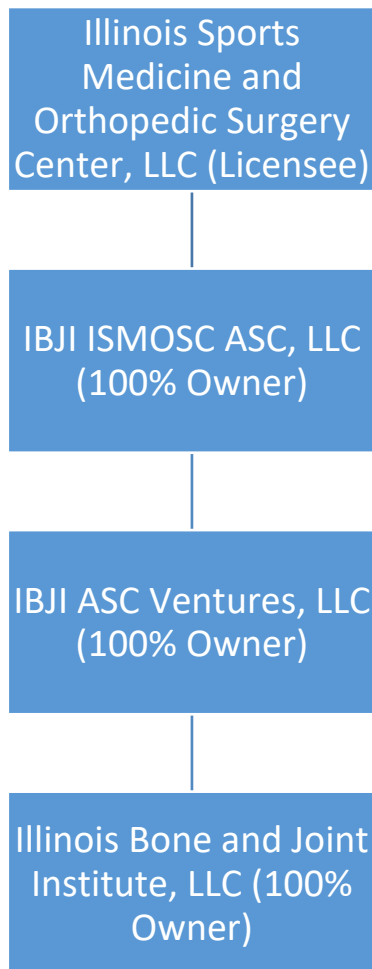 Illinois Sports
Medicine and
Orthopedic Surgery
Center, LLC (Licensee)
IBJI ISMOSC ASC, LLC
(100% Owner)
IBJI ASC Ventures, LLC
(100% Owner)
Illinois Bone and Joint
Institute, LLC (100%
Owner)